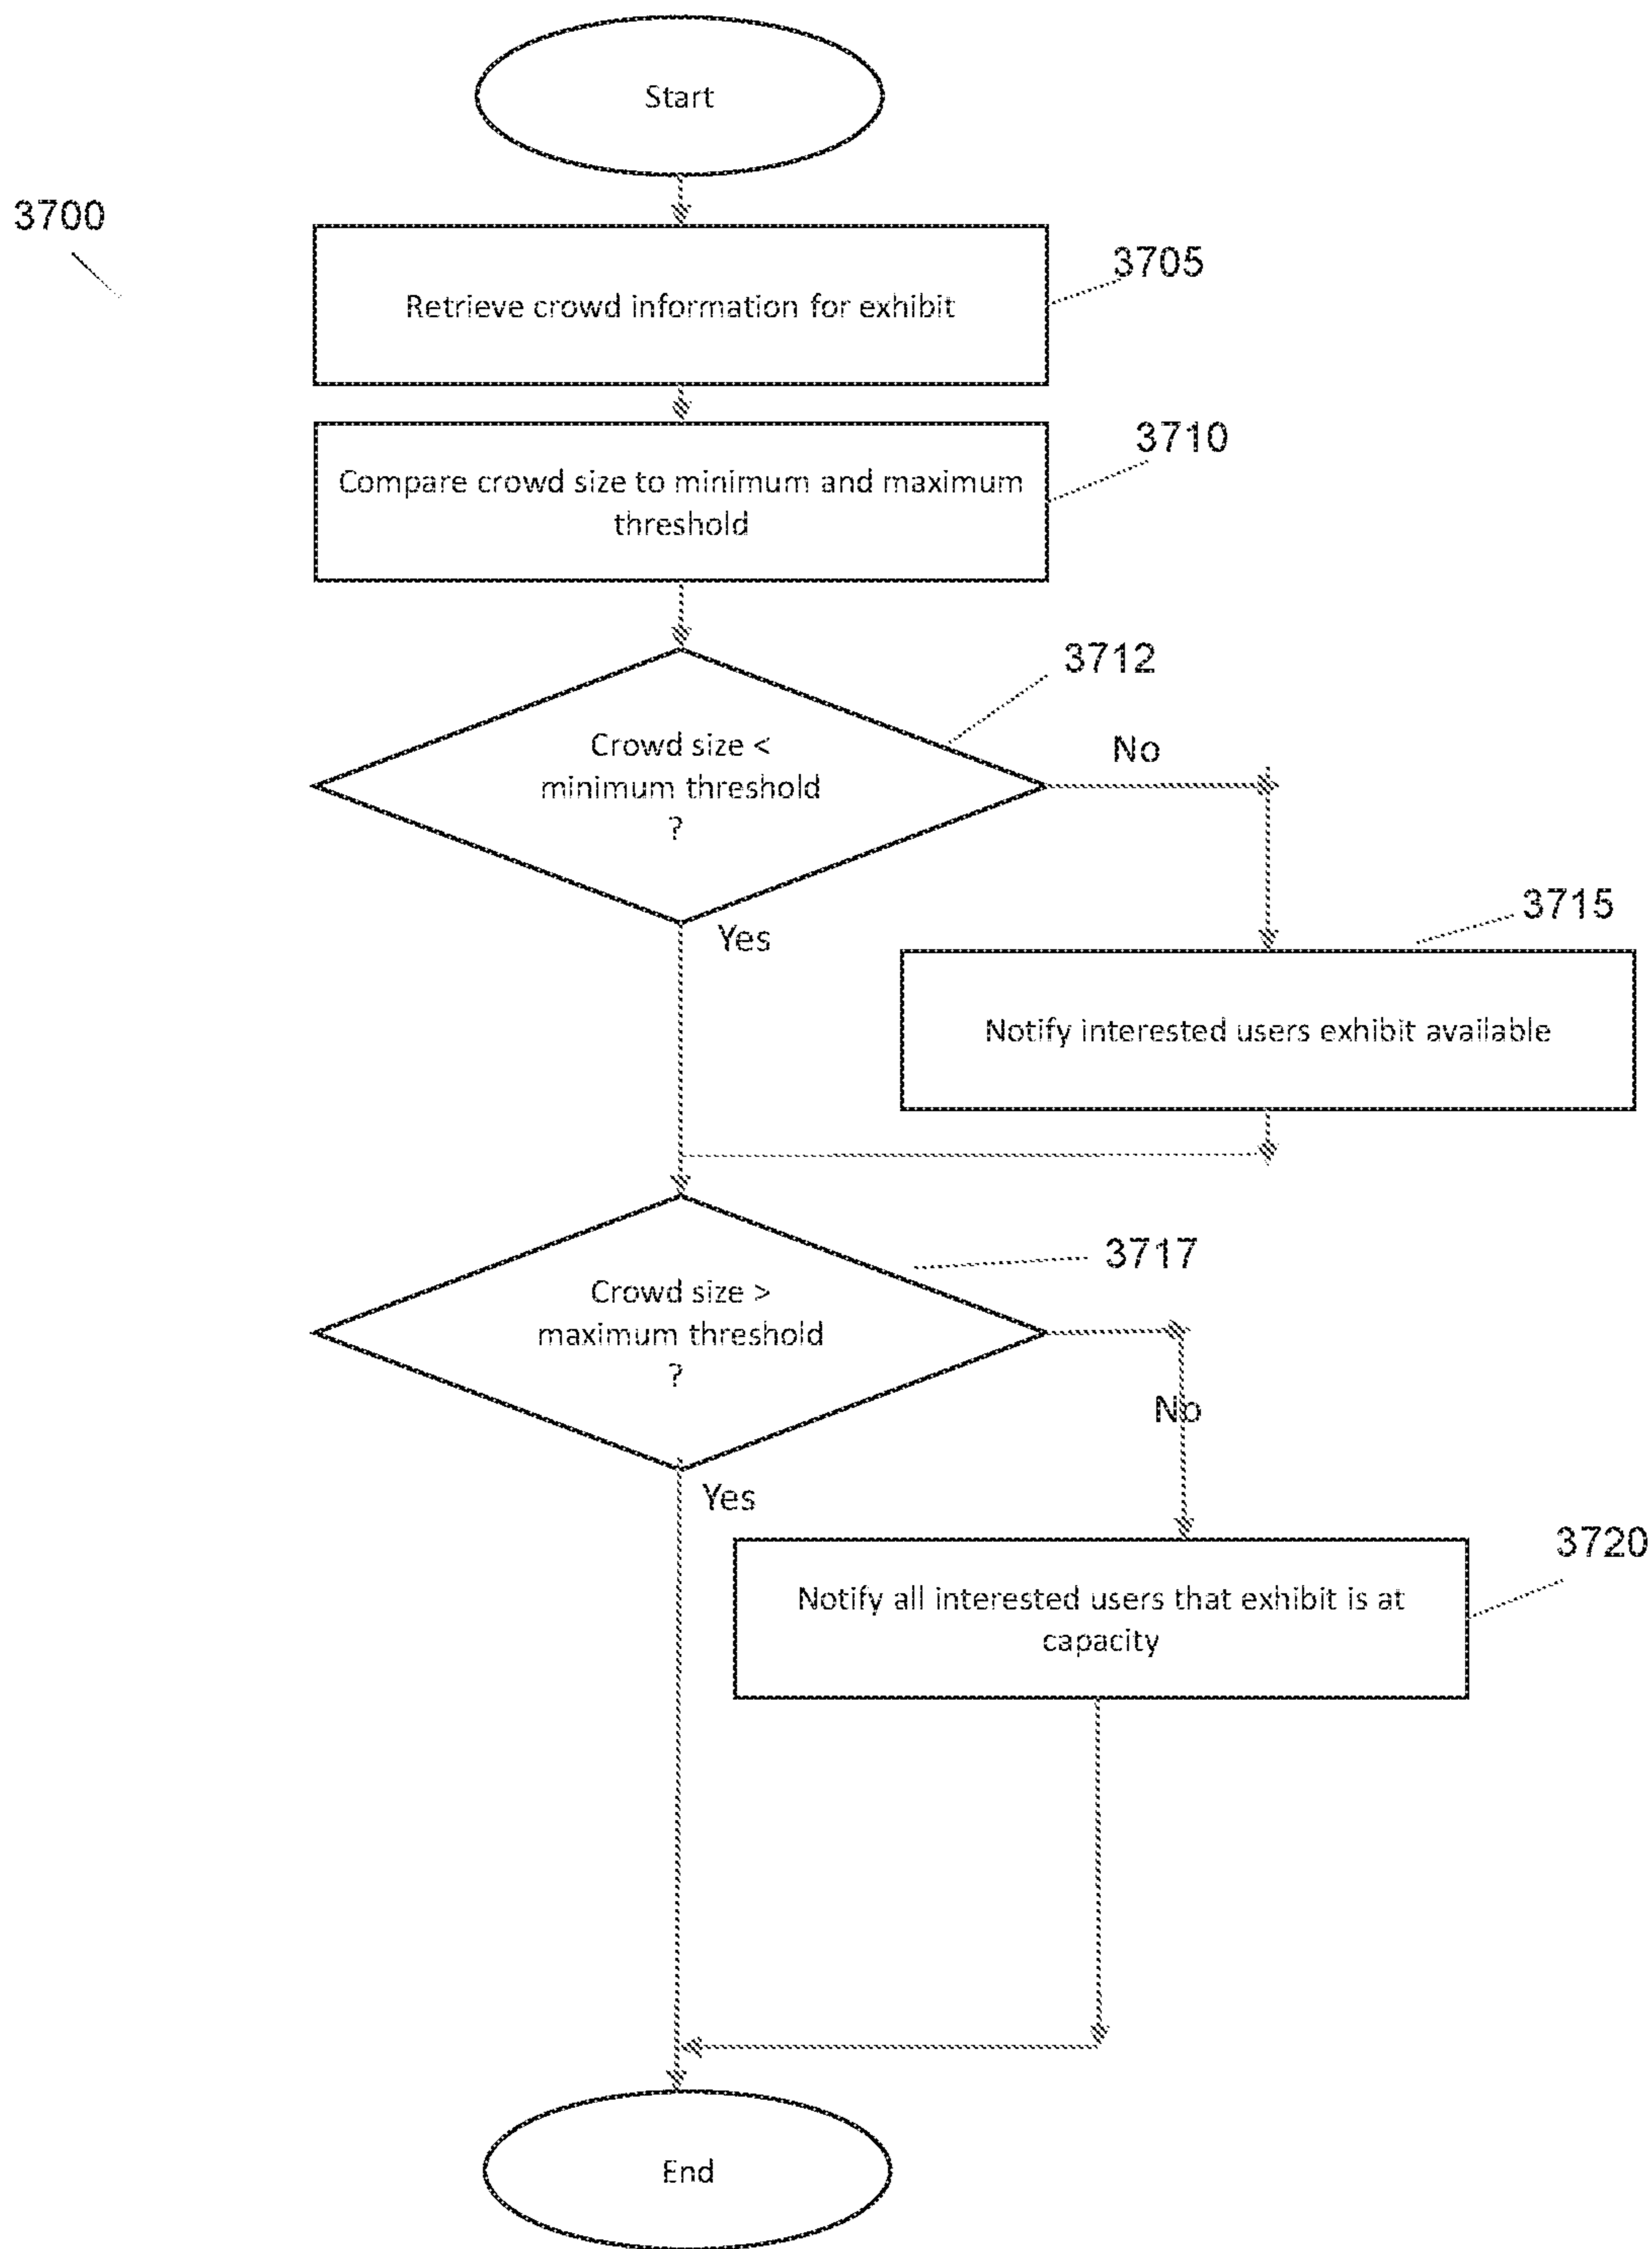 Start
3700
3705
Retrieve crowd information for exhibit
3710
Compare crowd size to minimum and maximum
threshold
3712
Crowd size <
minimum threshold
?
No
Yes
3715
Notify interested users exhibit available
3717
Crowd size >
maximum threshold
?
No
Yes
3720
Notify all interested users that exhibit is at
capacity
End